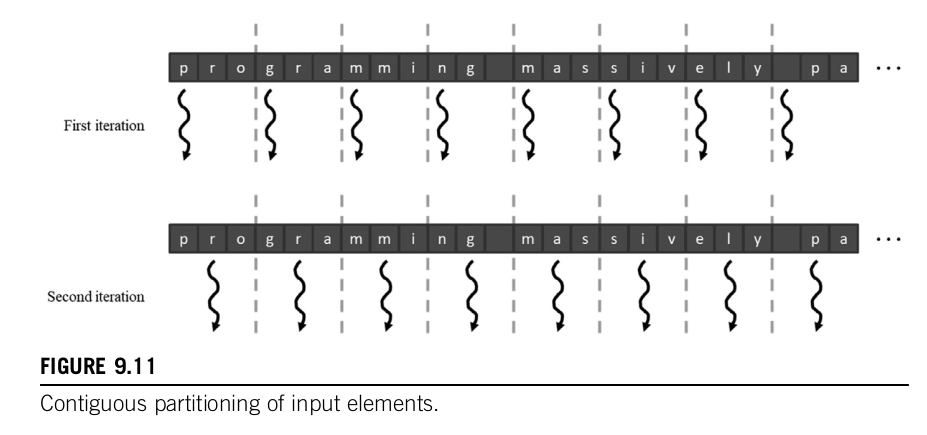 p r o g r a m m i n g m a s s i v e l y p a ...
First iteration
p r o g r a m m i n g m a s s i v e l y p a ...
Second iteration
FIGURE 9.11
Contiguous partitioning of input elements.